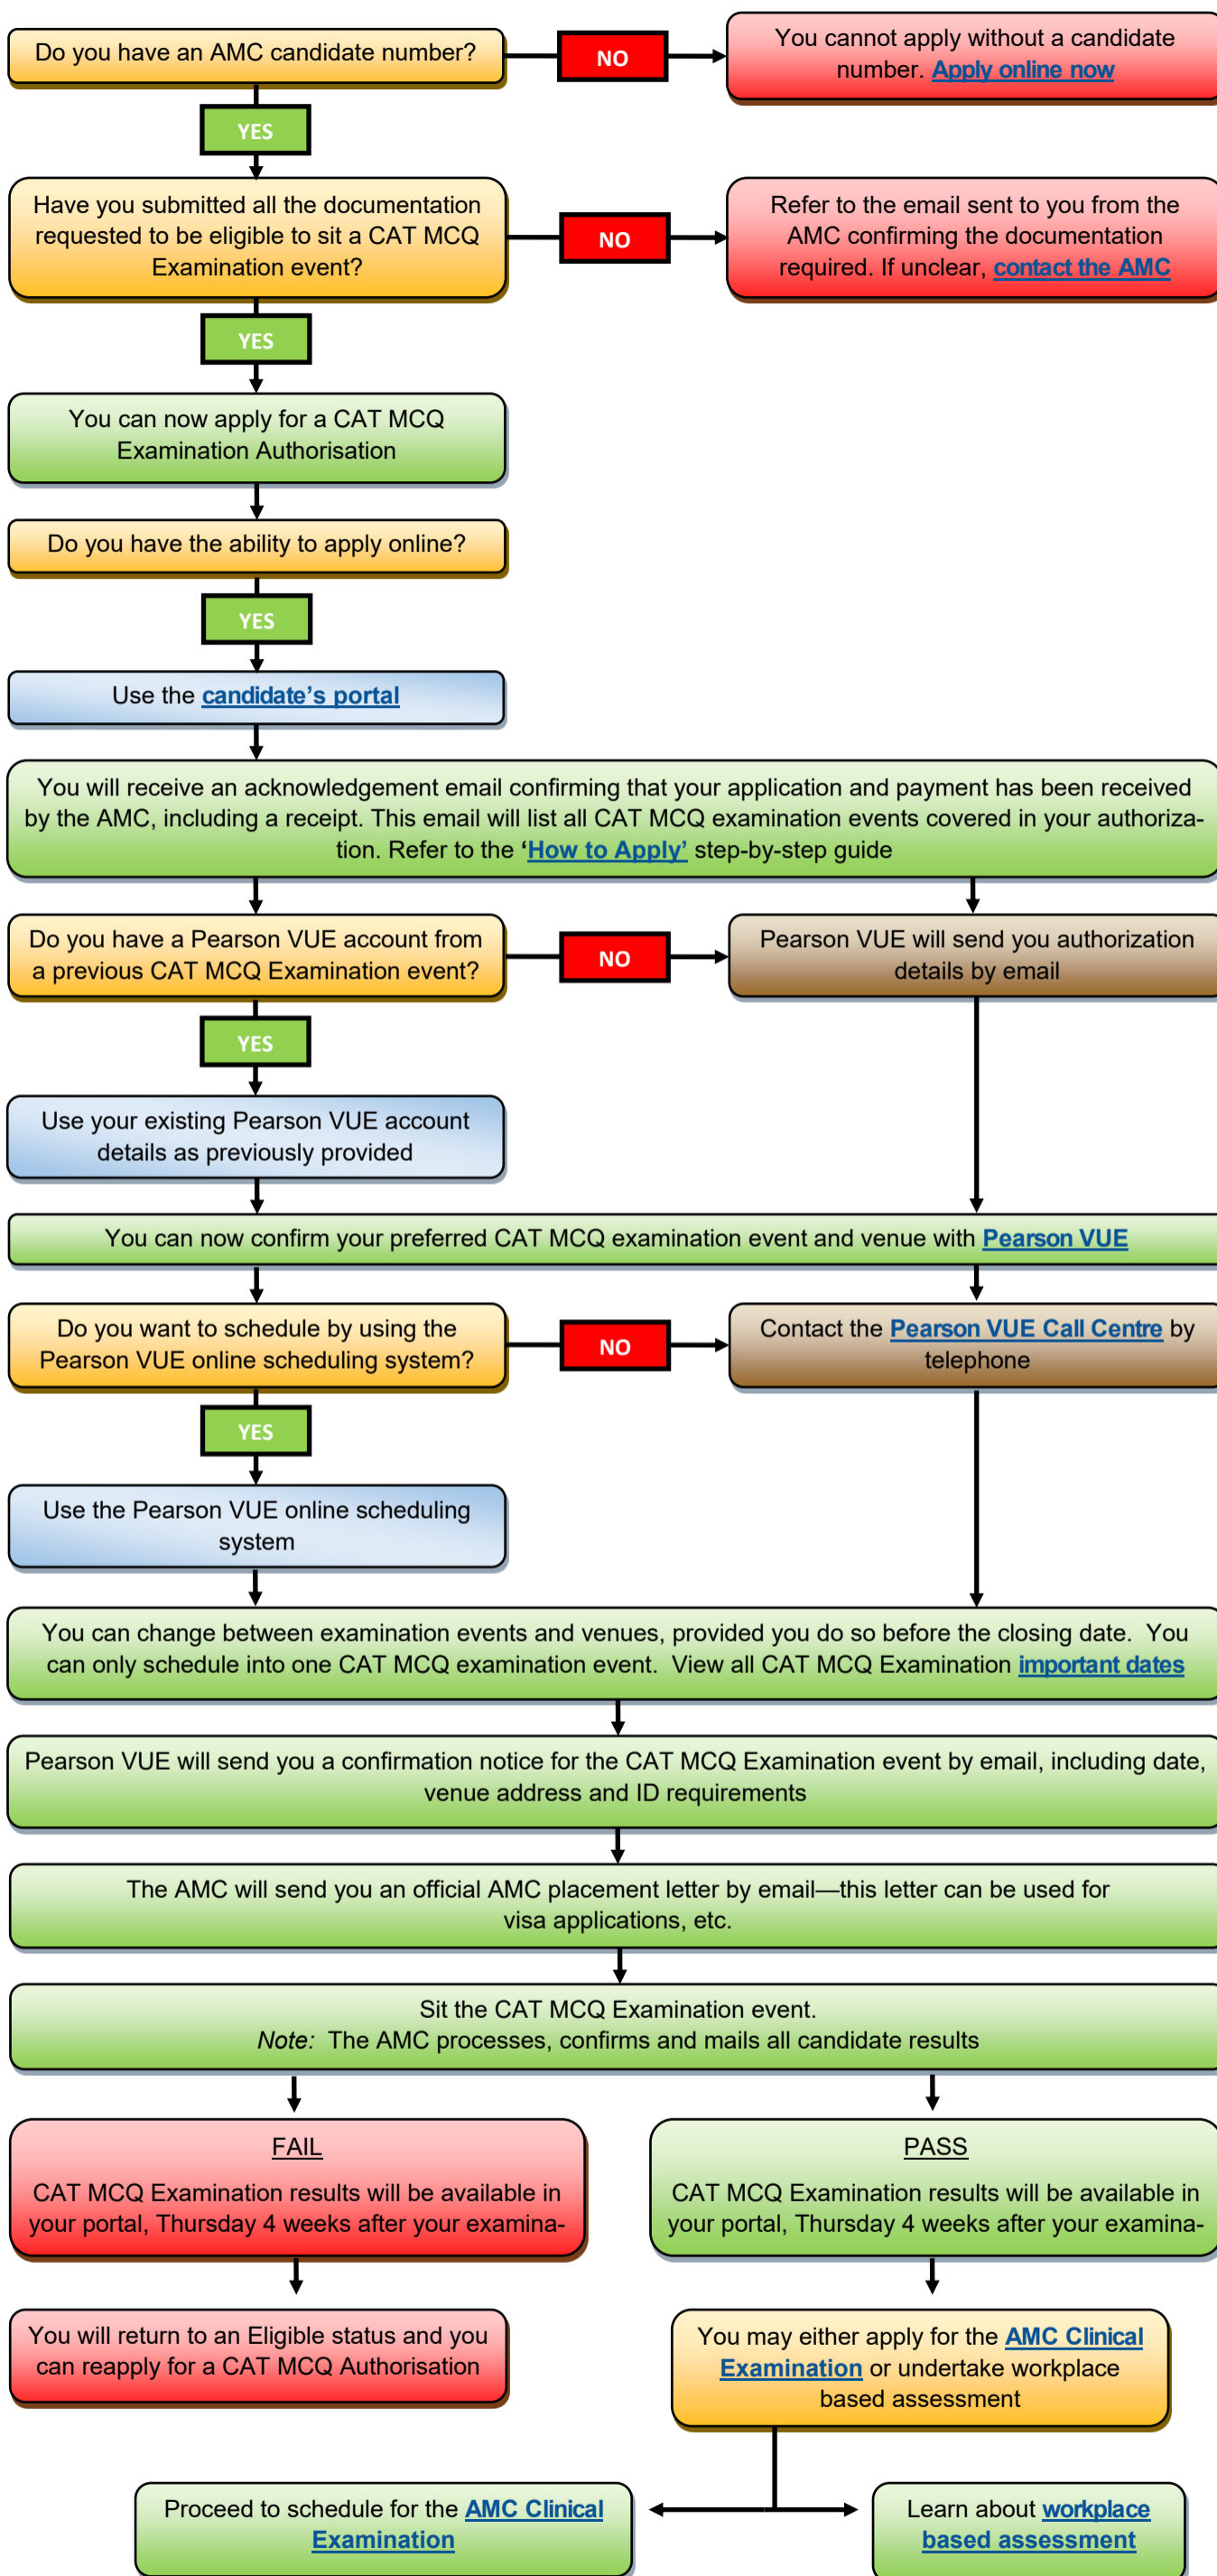 Do you have an AMC candidate number?
NO
You cannot apply without a candidate
number. Apply online now
YES
Have you submitted all the documentation
requested to be eligible to sit a CAT MCQ
Examination event?
NO
Refer to the email sent to you from the
AMC confirming the documentation
required. If unclear, contact the AMC
YES
You can now apply for a CAT MCQ
Examination Authorisation
Do you have the ability to apply online?
YES
Use the candidate’s portal
You will receive an acknowledgement email confirming that your application and payment has been received
by the AMC, including a receipt. This email will list all CAT MCQ examination events covered in your authoriza-
tion. Refer to the ‘How to Apply’ step-by-step guide
Do you have a Pearson VUE account from
a previous CAT MCQ Examination event?
NO
Pearson VUE will send you authorization
details by email
YES
Use your existing Pearson VUE account
details as previously provided
You can now confirm your preferred CAT MCQ examination event and venue with Pearson VUE
Do you want to schedule by using the
Pearson VUE online scheduling system?
NO
Contact the Pearson VUE Call Centre by
telephone
YES
Use the Pearson VUE online scheduling
system
You can change between examination events and venues, provided you do so before the closing date.  You
can only schedule into one CAT MCQ examination event.  View all CAT MCQ Examination important dates
Pearson VUE will send you a confirmation notice for the CAT MCQ Examination event by email, including date,
venue address and ID requirements
The AMC will send you an official AMC placement letter by email—this letter can be used for
visa applications, etc.
Sit the CAT MCQ Examination event.
Note:  The AMC processes, confirms and mails all candidate results
FAIL
CAT MCQ Examination results will be available in
your portal, Thursday 4 weeks after your examina-
PASS
CAT MCQ Examination results will be available in
your portal, Thursday 4 weeks after your examina-
You will return to an Eligible status and you
can reapply for a CAT MCQ Authorisation
You may either apply for the AMC Clinical
Examination or undertake workplace
based assessment
Proceed to schedule for the AMC Clinical
Examination
Learn about workplace
based assessment